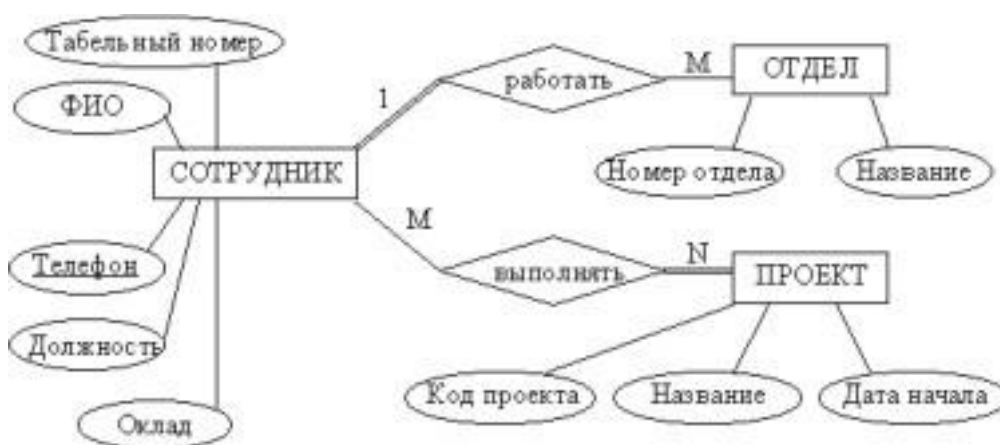 Табельный номер
ФИО
СОТРУДНИК
Телефон
Должность
Оклад
1
работать
М
ОТДЕЛ
Номер отдела
Название
М
выполнять
N
ПРОЕКТ
Код проекта
Название
Дата начала